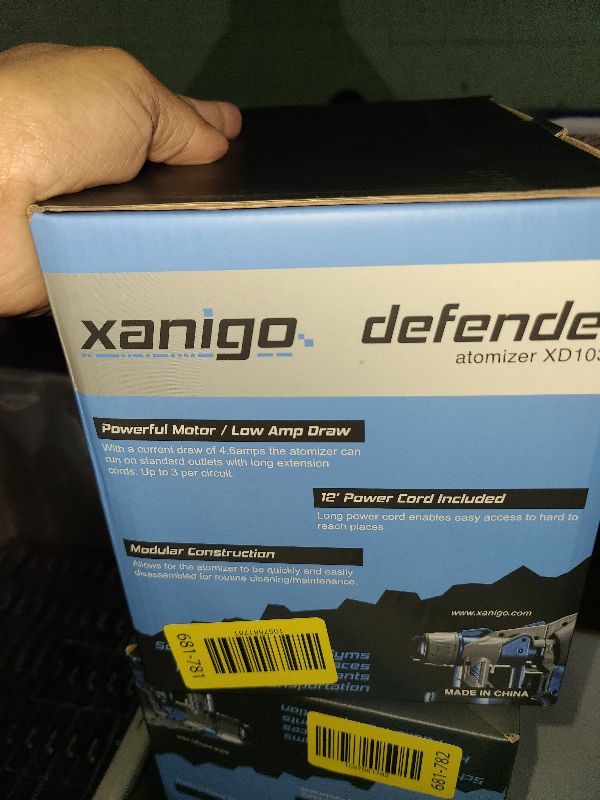 xanigo
defende
atomizer XD103
Powerful Motor / Low Amp Draw
With a current draw of 4.6amps the atomizer can
run on standard outlets with long extension
cords. Up to 3 per circuit.
12' Power Cord Included
Long power cord enables easy access to hard to
reach places.
Modular Construction
Allows for the atomizer to be quickly and easily
disassembled for routine cleaning/maintenance.
www.xanigo.com
681-781
MADE IN CHINA
681-782